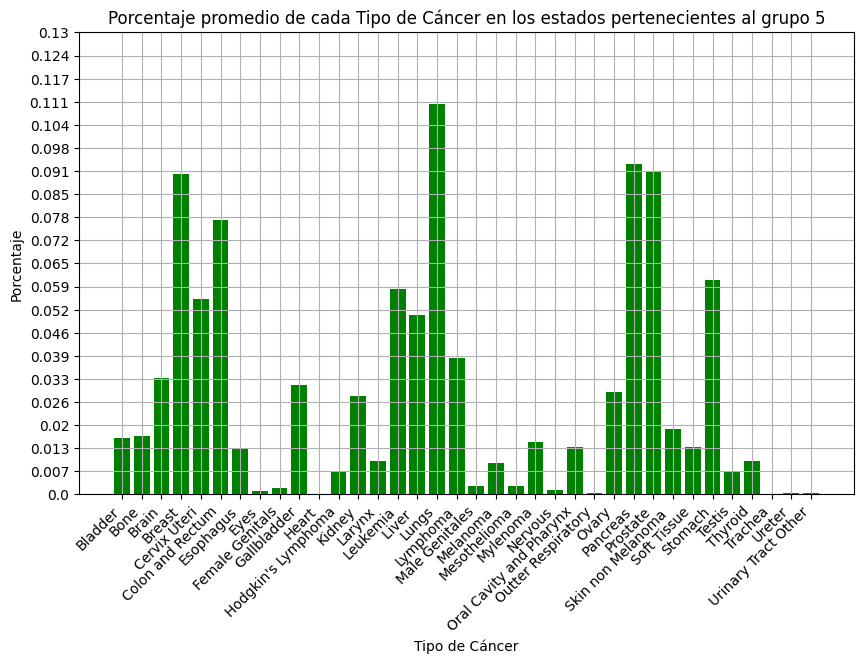 Porcentaje promedio de cada Tipo de Cáncer en los estados pertenecientes al grupo 5
0.13
0.124
0.117
0.111
0.104
0.098
0.091
0.085
0.078
0.072
0.065
0.059
0.052
0.046
0.039
0.033
0.026
0.02
0.013
0.007
0.0
Porcentaje
Bladder
Bone
Brain
Breast
Cervix Uteri
Colon and Rectum
Esophagus
Eyes
Female Genitals
Gallbladder
Heart
Hodgkin's Lymphoma
Kidney
Larynx
Leukemia
Liver
Lungs
Lymphoma
Male Genitales
Melanoma
Mesothelioma
Mylenoma
Nervous
Oral Cavity and Pharynx
Outter Respiratory
Ovary
Pancreas
Prostate
Skin non Melanoma
Soft Tissue
Stomach
Testis
Thyroid
Trachea
Ureter
Urinary Tract Other
Tipo de Cáncer